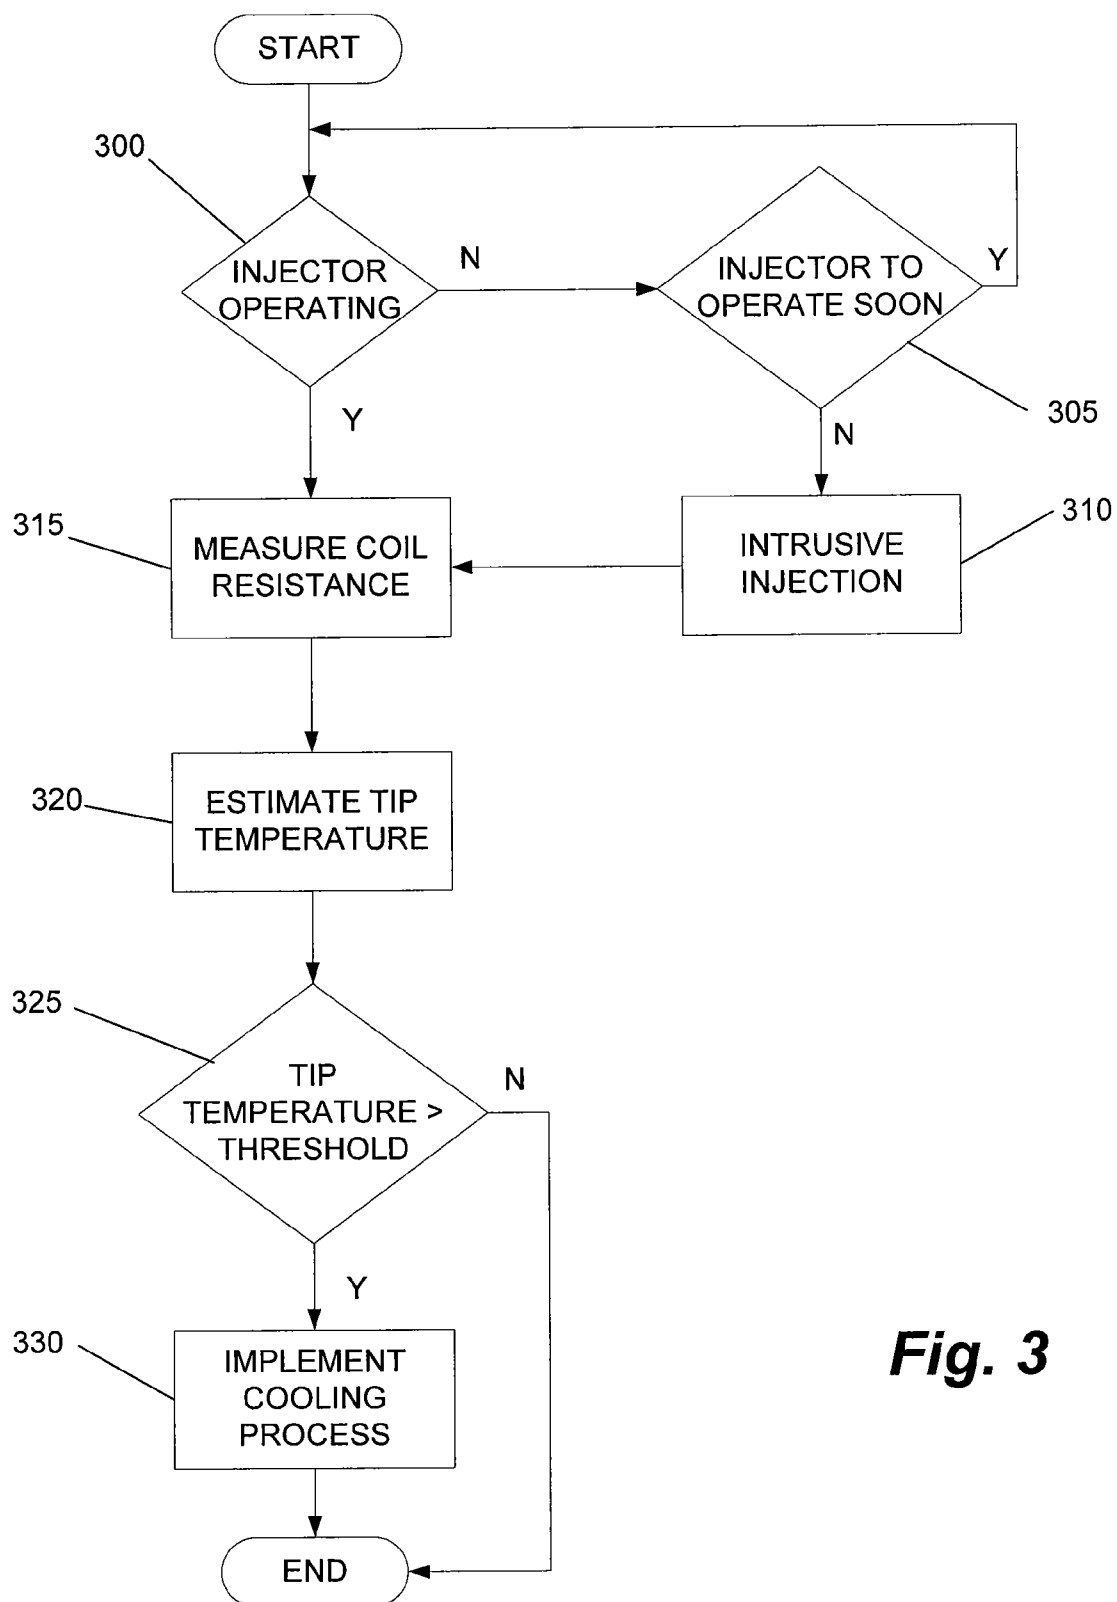 START
300
INJECTOR
OPERATING
N
INJECTOR TO
OPERATE SOON
Y
305
Y
N
315
MEASURE COIL
RESISTANCE
INTRUSIVE
INJECTION
310
320
ESTIMATE TIP
TEMPERATURE
325
TIP
TEMPERATURE >
THRESHOLD
N
Y
330
IMPLEMENT
COOLING
PROCESS
Fig. 3
END